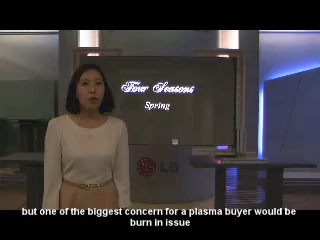 Four Seasons
Spring
LG
but one of the biggest concern for a plasma buyer would be
burn in issue